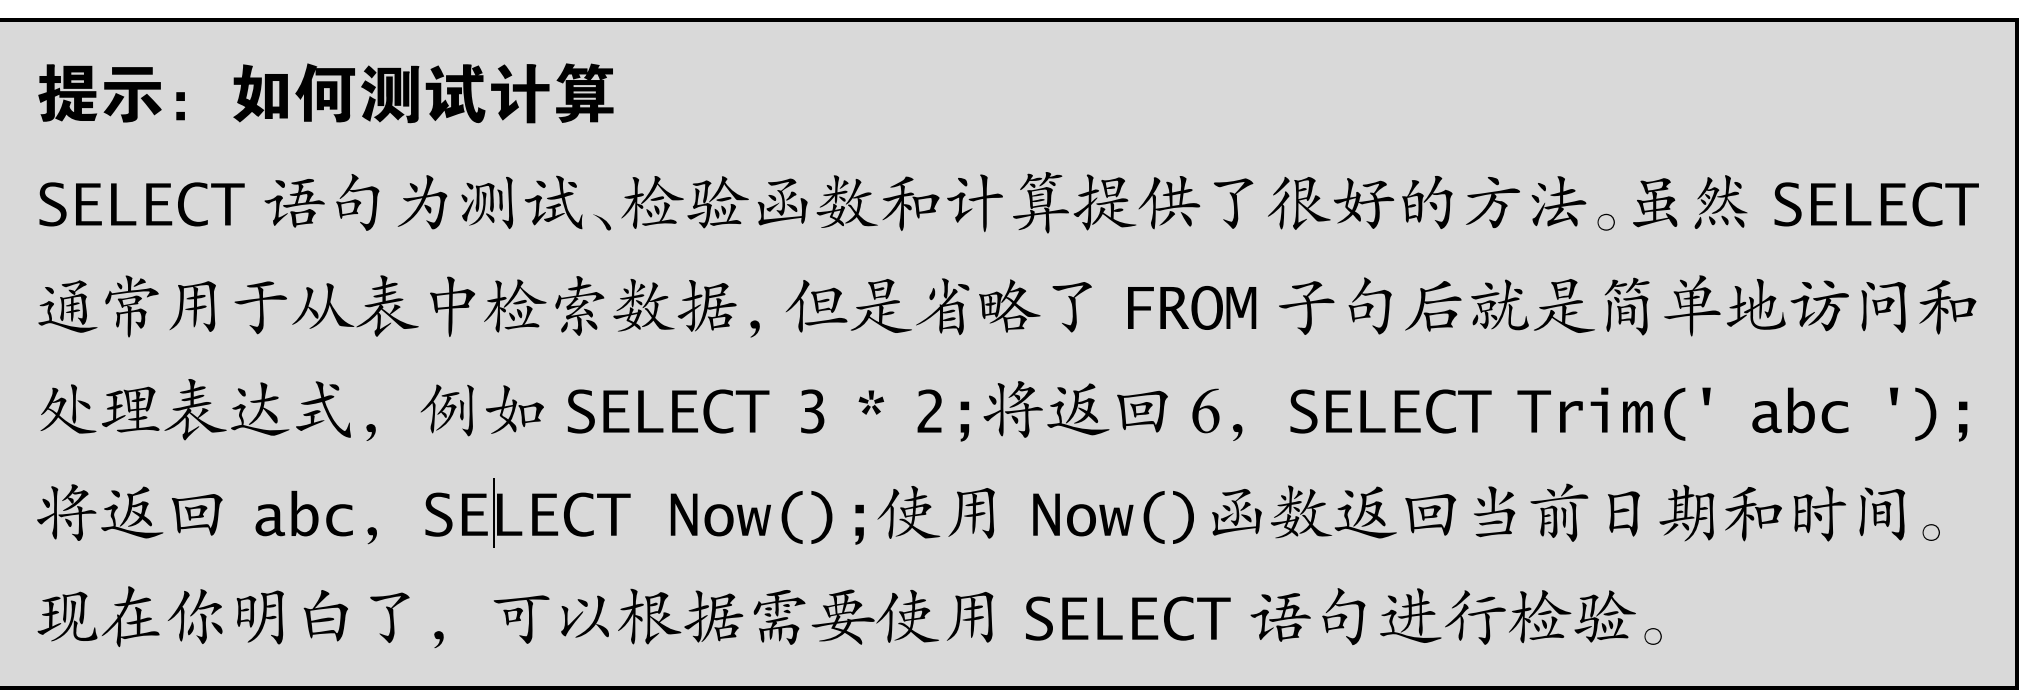 提示：如何测试计算
SELECT 语句为测试、检验函数和计算提供了很好的方法。虽然 SELECT
通常用于从表中检索数据，但是省略了 FROM 子句后就是简单地访问和
处理表达式，例如 SELECT 3 * 2;将返回 6，SELECT Trim(' abc ');
将返回 abc，SELECT Now();使用 Now()函数返回当前日期和时间。
现在你明白了，可以根据需要使用 SELECT 语句进行检验。